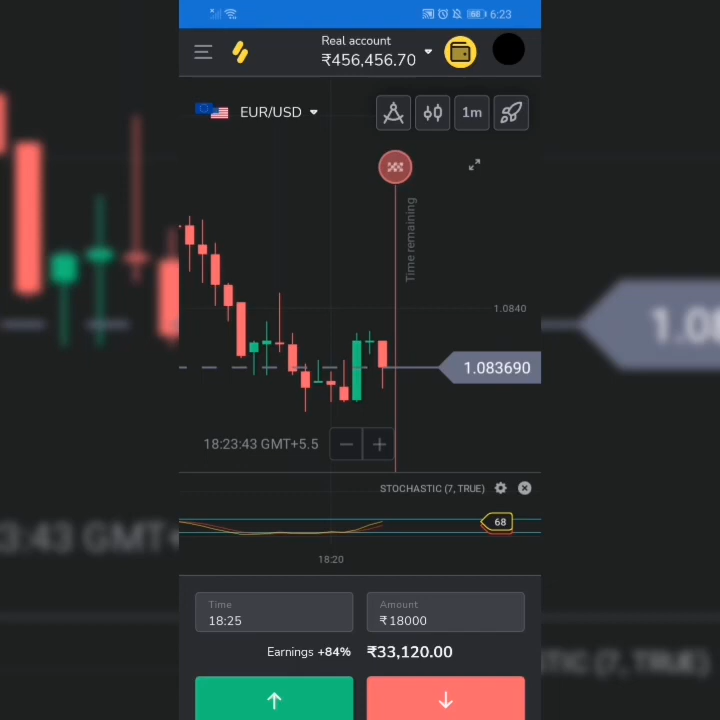 68 6:23
Real account
₹456,456.70
EUR/USD
1m
Time remaining
1.0840
1.083690
18:23:43 GMT+5.5
STOCHASTIC (7, TRUE)
68
18:20
Time
18:25
Amount
₹18000
Earnings +84% ₹33,120.00